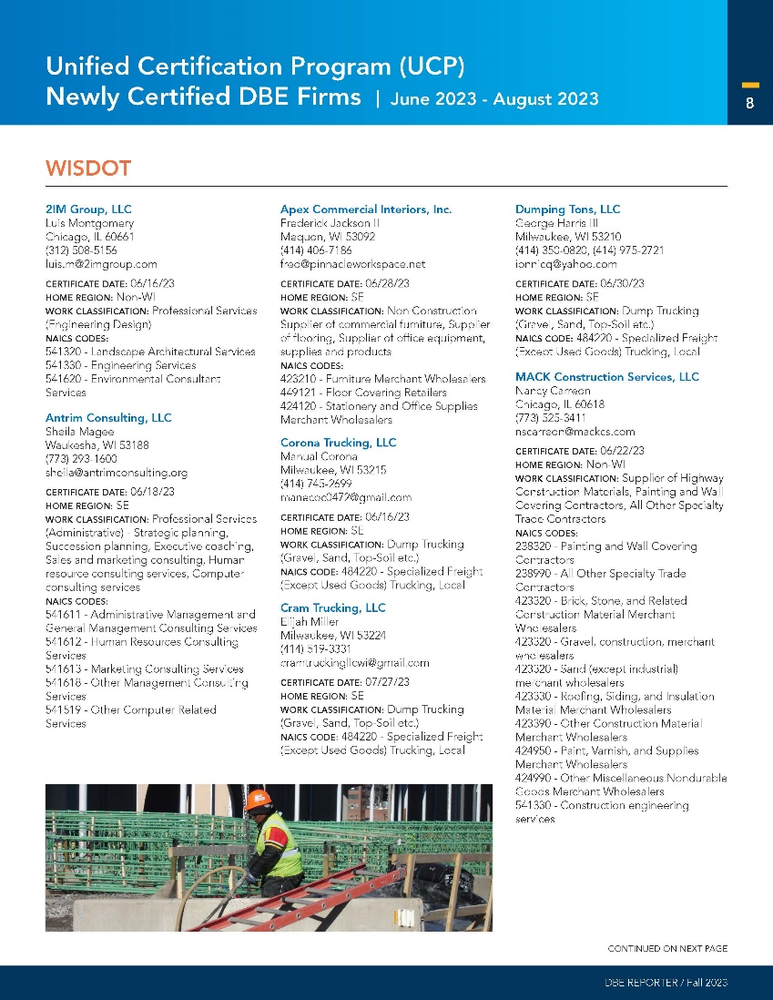 Unified Certification Program (UCP)
Newly Certified DBE Firms | June 2023 - August 2023
8
WISDOT
2IM Group, LLC
Luis Montgomery
Chicago, IL 60661
(312) 508-5156
luis.m@2imgroup.com
CERTIFICATE DATE: 06/16/23
HOME REGION: Non-WI
WORK CLASSIFICATION: Professional Services
(Engineering Design)
NAICS CODES:
541320 - Landscape Architectural Services
541330 - Engineering Services
541620 - Environmental Consultant
Services
Antrim Consulting, LLC
Sheila Magee
Waukesha, WI 53188
(773) 293-1600
sheila@antrimconsulting.org
CERTIFICATE DATE: 06/18/23
HOME REGION: SE
WORK CLASSIFICATION: Professional Services
(Administrative) - Strategic planning,
Succession planning, Executive coaching,
Sales and marketing consulting, Human
resource consulting services, Computer
consulting services
NAICS CODES:
541611 - Administrative Management and
General Management Consulting Services
541612 - Human Resources Consulting
Services
541613 - Marketing Consulting Services
541618 - Other Management Consulting
Services
541519 - Other Computer Related
Services
Apex Commercial Interiors, Inc.
Frederick Jackson II
Mequon, WI 53092
(414) 406-7186
fred@pinnacleworkspace.net
CERTIFICATE DATE: 06/28/23
HOME REGION: SE
WORK CLASSIFICATION: Non Construction
Supplier of commercial furniture, Supplier
of flooring, Supplier of office equipment,
supplies and products
NAICS CODES:
423210 - Furniture Merchant Wholesalers
449121 - Floor Covering Retailers
424120 - Stationery and Office Supplies
Merchant Wholesalers
Corona Trucking, LLC
Manual Corona
Milwaukee, WI 53215
(414) 745-2699
manecoc0472@gmail.com
CERTIFICATE DATE: 06/16/23
HOME REGION: SE
WORK CLASSIFICATION: Dump Trucking
(Gravel, Sand, Top-Soil etc.)
NAICS CODE: 484220 - Specialized Freight
(Except Used Goods) Trucking, Local
Cram Trucking, LLC
Elijah Miller
Milwaukee, WI 53224
(414) 519-3331
cramtruckingllcwi@gmail.com
CERTIFICATE DATE: 07/27/23
HOME REGION: SE
WORK CLASSIFICATION: Dump Trucking
(Gravel, Sand, Top-Soil etc.)
NAICS CODE: 484220 - Specialized Freight
(Except Used Goods) Trucking, Local
Dumping Tons, LLC
George Harris III
Milwaukee, WI 53210
(414) 350-0820, (414) 975-2721
ionnicq@yahoo.com
CERTIFICATE DATE: 06/30/23
HOME REGION: SE
WORK CLASSIFICATION: Dump Trucking
(Gravel, Sand, Top-Soil etc.)
NAICS CODE: 484220 - Specialized Freight
(Except Used Goods) Trucking, Local
MACK Construction Services, LLC
Nancy Carreon
Chicago, IL 60618
(773) 525-3411
nscarreon@mackcs.com
CERTIFICATE DATE: 06/22/23
HOME REGION: Non-WI
WORK CLASSIFICATION: Supplier of Highway
Construction Materials, Painting and Wall
Covering Contractors, All Other Specialty
Trade Contractors
NAICS CODES:
238320 - Painting and Wall Covering
Contractors
238990 - All Other Specialty Trade
Contractors
423320 - Brick, Stone, and Related
Construction Material Merchant
Wholesalers
423320 - Gravel, construction, merchant
wholesalers
423320 - Sand (except industrial)
merchant wholesalers
423330 - Roofing, Siding, and Insulation
Material Merchant Wholesalers
423390 - Other Construction Material
Merchant Wholesalers
424950 - Paint, Varnish, and Supplies
Merchant Wholesalers
424990 - Other Miscellaneous Nondurable
Goods Merchant Wholesalers
541330 - Construction engineering
services
CONTINUED ON NEXT PAGE
DBE REPORTER / Fall 2023